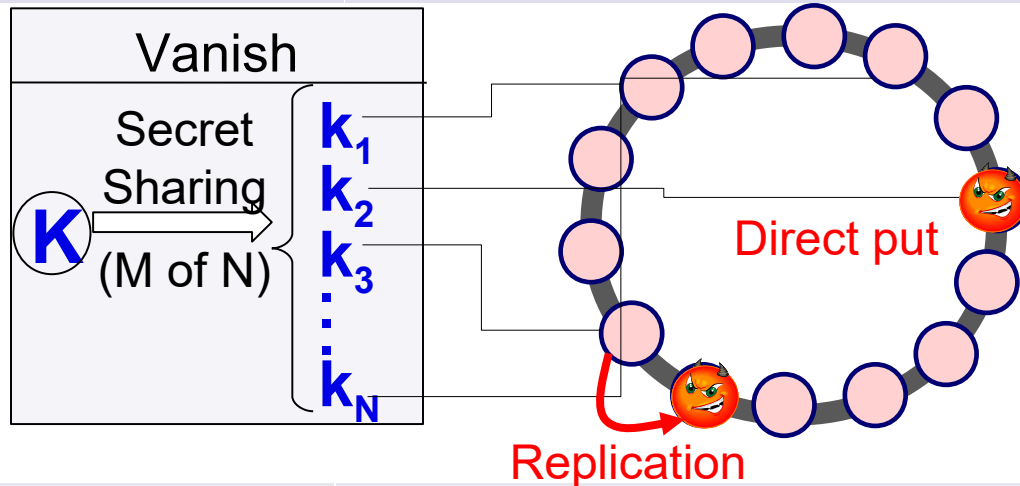 Vanish
Secret
Sharing
(M of N)
K
k1
k2
k3
kN
Direct put
Replication